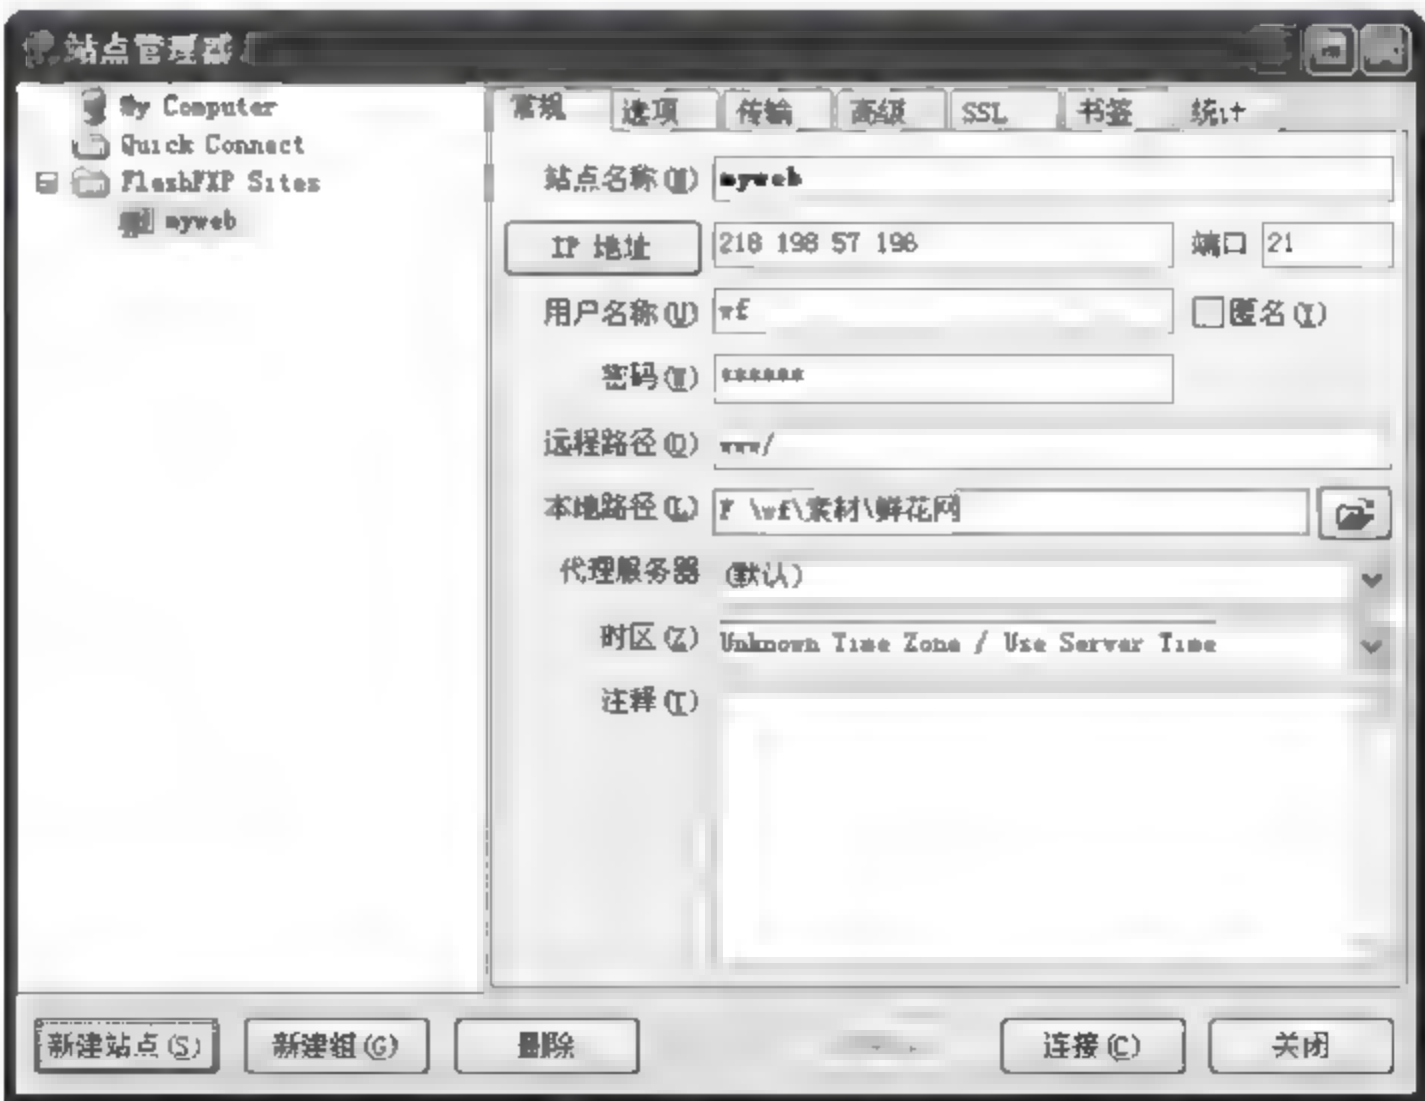 站点管理器
My Computer
Quick Connect
FlashFXP Sites
myweb
常规 选项 传输 高级 SSL 书签 统计
站点名称(N) myweb
IP 地址 218 198 57 196 端口 21
用户名称(U) wf 匿名(Y)
密码(W) ******
远程路径(O) www/
本地路径(L) F \wf\素材\鲜花网
代理服务器 (默认)
时区(Z) Unknown Time Zone / Use Server Time
注释(T)
新建站点(S) 新建组(G) 删除 连接(C) 关闭